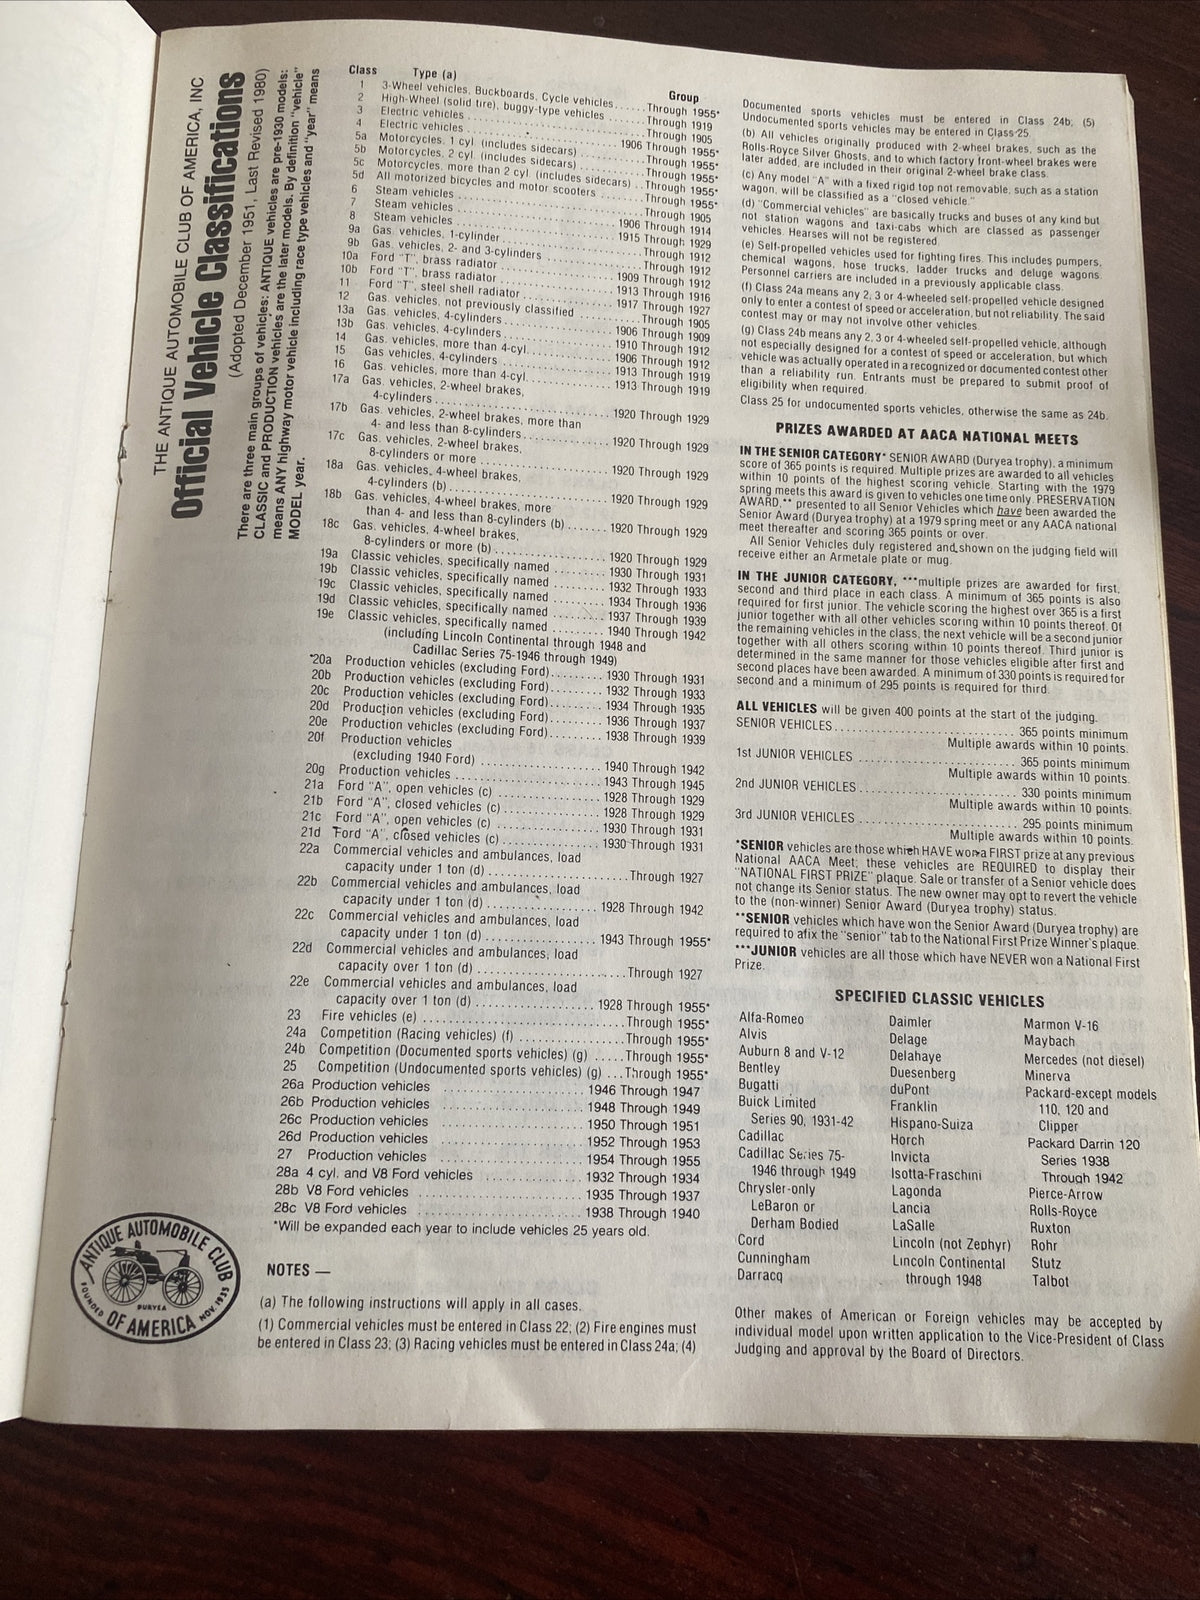 THE ANTIQUE AUTOMOBILE CLUB OF AMERICA, INC
Official Vehicle Classifications
(Adopted December 1951, Last Revised 1980)
There are three main groups of vehicles: ANTIQUE vehicles are pre-1930 models:
CLASSIC and PRODUCTION vehicles are the later models. By definition "vehicle"
means ANY highway motor vehicle including race type vehicles and "year" means
MODEL year.
Class Type (a) Group
1 3-Wheel vehicles, Buckboards, Cycle vehicles ...... Through 1955*
2 High-Wheel (solid tire), buggy-type vehicles ....... Through 1919
3 Electric vehicles ....... Through 1905
4 Electric vehicles ....... 1906 Through 1955*
5a Motorcycles, 1 cyl (includes sidecars) ....... Through 1955*
5b Motorcycles, 2 cyl. (includes sidecars) ....... Through 1955*
5c Motorcycles, more than 2 cyl. (includes sidecars) .. Through 1955*
5d All motorized bicycles and motor scooters ....... Through 1955*
6 Steam vehicles ....... Through 1905
7 Steam vehicles ....... 1906 Through 1914
8 Steam vehicles ....... 1915 Through 1929
9a Gas. vehicles, 1-cylinder ....... Through 1912
9b Gas. vehicles, 2- and 3-cylinders ....... Through 1912
10a Ford "T", brass radiator ....... 1909 Through 1912
10b Ford "T", brass radiator ....... 1913 Through 1916
11 Ford "T", steel shell radiator ....... 1917 Through 1927
12 Gas. vehicles, not previously classified ....... Through 1905
13a Gas. vehicles, 4-cylinders ....... 1906 Through 1909
13b Gas. vehicles, 4-cylinders ....... 1910 Through 1912
14 Gas. vehicles, more than 4-cyl. ....... 1906 Through 1912
15 Gas vehicles, 4-cylinders ....... 1913 Through 1919
16 Gas. vehicles, more than 4-cyl. ....... 1913 Through 1919
17a Gas. vehicles, 2-wheel brakes,
4-cylinders ....... 1920 Through 1929
17b Gas. vehicles, 2-wheel brakes, more than
4- and less than 8-cylinders ....... 1920 Through 1929
17c Gas. vehicles, 2-wheel brakes,
8-cylinders or more ....... 1920 Through 1929
18a Gas. vehicles, 4-wheel brakes,
4-cylinders (b) ....... 1920 Through 1929
18b Gas. vehicles, 4-wheel brakes, more
than 4- and less than 8-cylinders (b) ....... 1920 Through 1929
18c Gas. vehicles, 4-wheel brakes,
8-cylinders or more (b) ....... 1920 Through 1929
19a Classic vehicles, specifically named ....... 1930 Through 1931
19b Classic vehicles, specifically named ....... 1932 Through 1933
19c Classic vehicles, specifically named ....... 1934 Through 1936
19d Classic vehicles, specifically named ....... 1937 Through 1939
19e Classic vehicles, specifically named ....... 1940 Through 1942
(including Lincoln Continental through 1948 and
Cadillac Series 75-1946 through 1949)
*20a Production vehicles (excluding Ford) ....... 1930 Through 1931
20b Production vehicles (excluding Ford) ....... 1932 Through 1933
20c Production vehicles (excluding Ford) ....... 1934 Through 1935
20d Production vehicles (excluding Ford) ....... 1936 Through 1937
20e Production vehicles (excluding Ford) ....... 1938 Through 1939
20f Production vehicles
(excluding 1940 Ford) ....... 1940 Through 1942
20g Production vehicles ....... 1943 Through 1945
21a Ford "A", open vehicles (c) ....... 1928 Through 1929
21b Ford "A", closed vehicles (c) ....... 1928 Through 1929
21c Ford "A", open vehicles (c) ....... 1930 Through 1931
21d Ford "A", closed vehicles (c) ....... 1930 Through 1931
22a Commercial vehicles and ambulances, load
capacity under 1 ton (d) ....... Through 1927
22b Commercial vehicles and ambulances, load
capacity under 1 ton (d) ....... 1928 Through 1942
22c Commercial vehicles and ambulances, load
capacity under 1 ton (d) ....... 1943 Through 1955*
22d Commercial vehicles and ambulances, load
capacity over 1 ton (d) ....... Through 1927
22e Commercial vehicles and ambulances, load
capacity over 1 ton (d) ....... 1928 Through 1955*
23 Fire vehicles (e) ....... Through 1955*
24a Competition (Racing vehicles) (f) ....... Through 1955*
24b Competition (Documented sports vehicles) (g) ..... Through 1955*
25 Competition (Undocumented sports vehicles) (g) ... Through 1955*
26a Production vehicles ....... 1946 Through 1947
26b Production vehicles ....... 1948 Through 1949
26c Production vehicles ....... 1950 Through 1951
26d Production vehicles ....... 1952 Through 1953
27 Production vehicles ....... 1954 Through 1955
28a 4 cyl. and V8 Ford vehicles ....... 1932 Through 1934
28b V8 Ford vehicles ....... 1935 Through 1937
28c V8 Ford vehicles ....... 1938 Through 1940
*Will be expanded each year to include vehicles 25 years old.
NOTES —
(a) The following instructions will apply in all cases.
(1) Commercial vehicles must be entered in Class 22; (2) Fire engines must
be entered in Class 23; (3) Racing vehicles must be entered in Class 24a; (4)
ANTIQUE AUTOMOBILE CLUB
OF AMERICA
FOUNDED
DURYEA
NOV. 1935
Documented sports vehicles must be entered in Class 24b; (5)
Undocumented sports vehicles may be entered in Class 25.
(b) All vehicles originally produced with 2-wheel brakes, such as the
Rolls-Royce Silver Ghosts, and to which factory front-wheel brakes were
later added, are included in their original 2-wheel brake class.
(c) Any model "A" with a fixed rigid top not removable, such as a station
wagon, will be classified as a "closed vehicle."
(d) "Commercial vehicles" are basically trucks and buses of any kind but
not station wagons and taxi-cabs which are classed as passenger
vehicles. Hearses will not be registered.
(e) Self-propelled vehicles used for fighting fires. This includes pumpers,
chemical wagons, hose trucks, ladder trucks and deluge wagons.
Personnel carriers are included in a previously applicable class.
(f) Class 24a means any 2, 3 or 4-wheeled self-propelled vehicle designed
only to enter a contest of speed or acceleration, but not reliability. The said
contest may or may not involve other vehicles.
(g) Class 24b means any 2, 3 or 4-wheeled self-propelled vehicle, although
not especially designed for a contest of speed or acceleration, but which
vehicle was actually operated in a recognized or documented contest other
than a reliability run. Entrants must be prepared to submit proof of
eligibility when required.
Class 25 for undocumented sports vehicles, otherwise the same as 24b.
PRIZES AWARDED AT AACA NATIONAL MEETS
IN THE SENIOR CATEGORY* SENIOR AWARD (Duryea trophy), a minimum
score of 365 points is required. Multiple prizes are awarded to all vehicles
within 10 points of the highest scoring vehicle. Starting with the 1979
spring meets this award is given to vehicles one time only. PRESERVATION
AWARD,** presented to all Senior Vehicles which have been awarded the
Senior Award (Duryea trophy) at a 1979 spring meet or any AACA national
meet thereafter and scoring 365 points or over.
All Senior Vehicles duly registered and shown on the judging field will
receive either an Armetale plate or mug.
IN THE JUNIOR CATEGORY, ***multiple prizes are awarded for first,
second and third place in each class. A minimum of 365 points is also
required for first junior. The vehicle scoring the highest over 365 is a first
junior together with all other vehicles scoring within 10 points thereof. Of
the remaining vehicles in the class, the next vehicle will be a second junior
together with all others scoring within 10 points thereof. Third junior is
determined in the same manner for those vehicles eligible after first and
second places have been awarded. A minimum of 330 points is required for
second and a minimum of 295 points is required for third.
ALL VEHICLES will be given 400 points at the start of the judging.
SENIOR VEHICLES ....... 365 points minimum
Multiple awards within 10 points.
1st JUNIOR VEHICLES ....... 365 points minimum
Multiple awards within 10 points.
2nd JUNIOR VEHICLES ....... 330 points minimum
Multiple awards within 10 points.
3rd JUNIOR VEHICLES ....... 295 points minimum
Multiple awards within 10 points.
*SENIOR vehicles are those which HAVE won a FIRST prize at any previous
National AACA Meet; these vehicles are REQUIRED to display their
"NATIONAL FIRST PRIZE" plaque. Sale or transfer of a Senior vehicle does
not change its Senior status. The new owner may opt to revert the vehicle
to the (non-winner) Senior Award (Duryea trophy) status.
**SENIOR vehicles which have won the Senior Award (Duryea trophy) are
required to afix the "senior" tab to the National First Prize Winner's plaque.
***JUNIOR vehicles are all those which have NEVER won a National First
Prize.
SPECIFIED CLASSIC VEHICLES
Alfa-Romeo
Alvis
Auburn 8 and V-12
Bentley
Bugatti
Buick Limited
Series 90, 1931-42
Cadillac
Cadillac Series 75-
1946 through 1949
Chrysler-only
LeBaron or
Derham Bodied
Cord
Cunningham
Darracq
Daimler
Delage
Delahaye
Duesenberg
duPont
Franklin
Hispano-Suiza
Horch
Invicta
Isotta-Fraschini
Lagonda
Lancia
LaSalle
Lincoln (not Zephyr)
Lincoln Continental
through 1948
Marmon V-16
Maybach
Mercedes (not diesel)
Minerva
Packard-except models
110, 120 and
Clipper
Packard Darrin 120
Series 1938
Through 1942
Pierce-Arrow
Rolls-Royce
Ruxton
Rohr
Stutz
Talbot
Other makes of American or Foreign vehicles may be accepted by
individual model upon written application to the Vice-President of Class
Judging and approval by the Board of Directors.